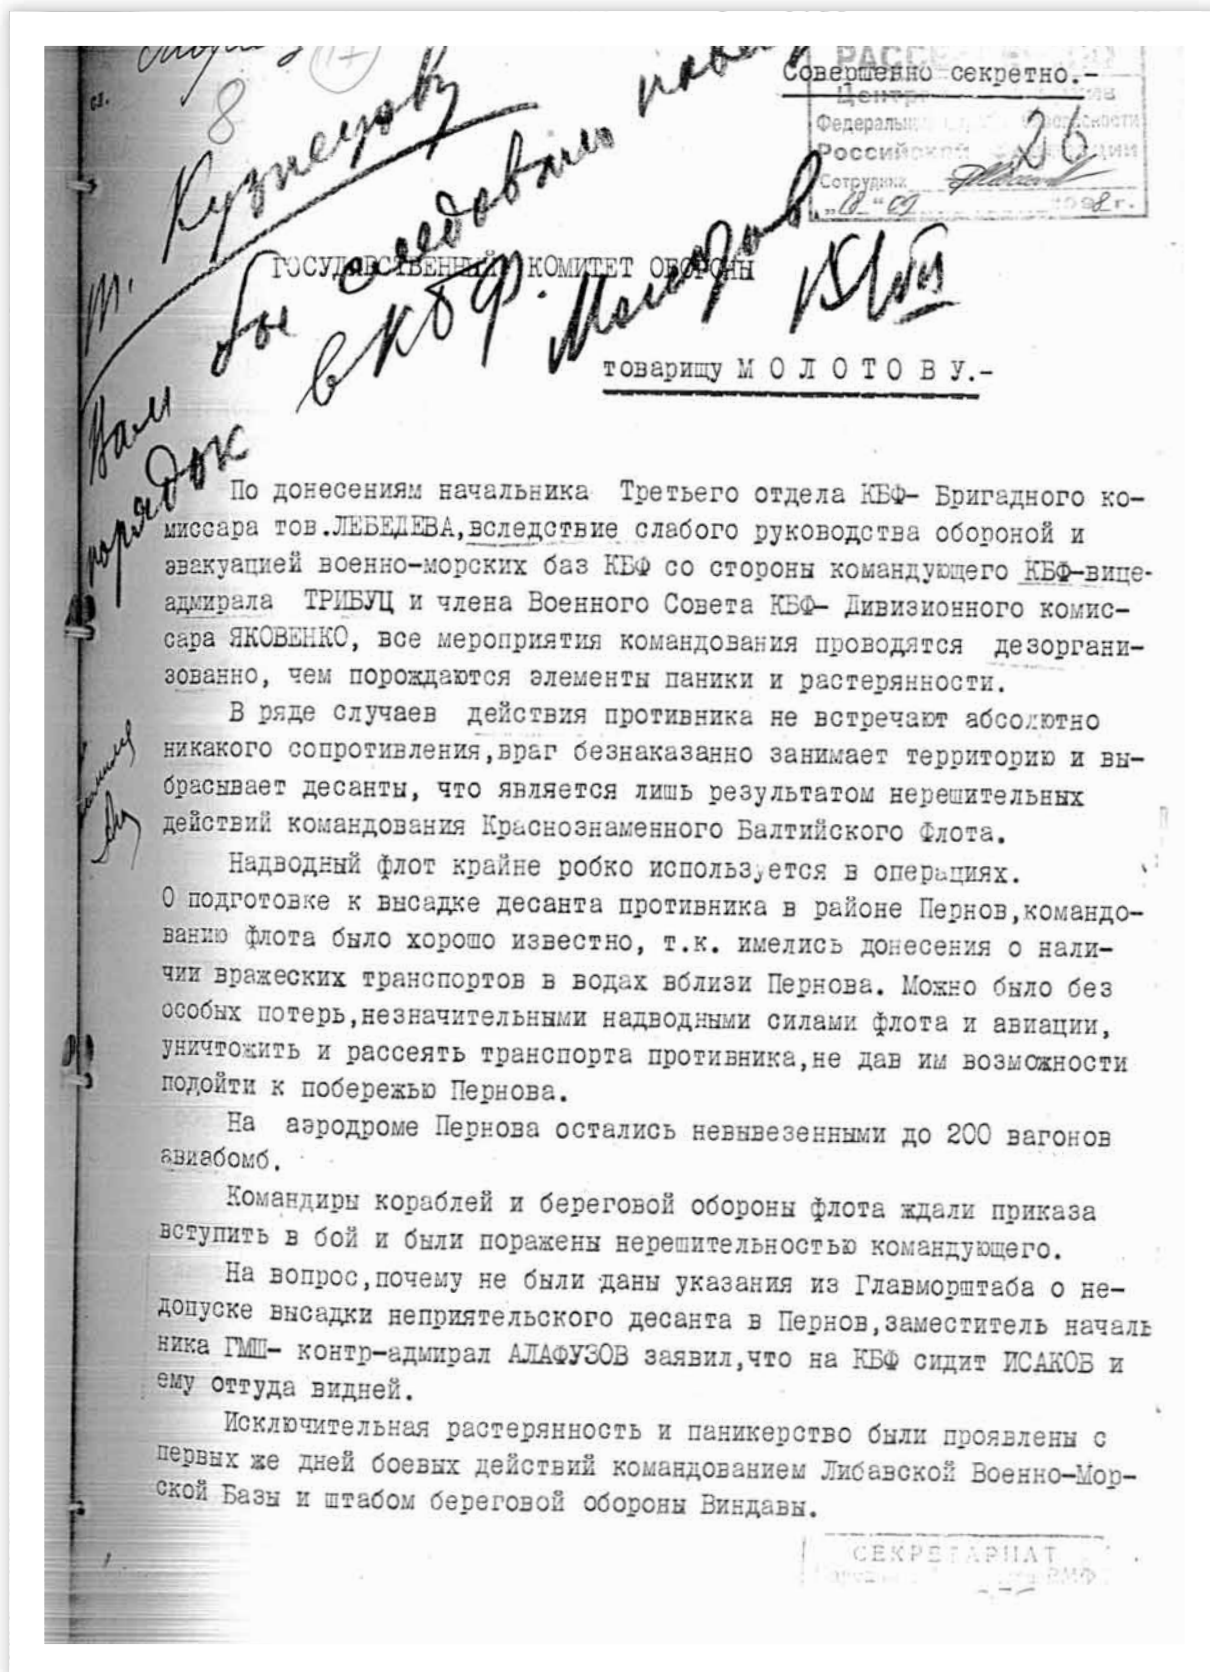 8
Совершенно секретно.-
РАССЕ
Федеральн
Российской
Сотрудник
26
т. Кузнецову
Вам бы следовало навес
порядок в КБФ.
Молотов
ГОСУДАРСТВЕННЫЙ КОМИТЕТ ОБОРОНЫ
товарищу М О Л О Т О В У.-
По донесениям начальника Третьего отдела КБФ- Бригадного ко-
миссара тов.ЛЕБЕДЕВА,вследствие слабого руководства обороной и
эвакуацией военно-морских баз КБФ со стороны командующего КБФ-вице-
адмирала ТРИБУЦ и члена Военного Совета КБФ- Дивизионного комис-
сара ЯКОВЕНКО, все мероприятия командования проводятся дезоргани-
зованно, чем порождаются элементы паники и растерянности.
В ряде случаев действия противника не встречают абсолютно
никакого сопротивления,враг безнаказанно занимает территорию и вы-
брасывает десанты, что является лишь результатом нерешительных
действий командования Краснознаменного Балтийского Флота.
Надводный флот крайне робко используется в операциях.
О подготовке к высадке десанта противника в районе Пернов,командо-
ванию флота было хорошо известно, т.к. имелись донесения о нали-
чии вражеских транспортов в водах вблизи Пернова. Можно было без
особых потерь,незначительными надводными силами флота и авиации,
уничтожить и рассеять транспорта противника,не дав им возможности
подойти к побережью Пернова.
На аэродроме Пернова остались невывезенными до 200 вагонов
авиабомб.
Командиры кораблей и береговой обороны флота ждали приказа
вступить в бой и были поражены нерешительностью командующего.
На вопрос,почему не были даны указания из Главморштаба о не-
допуске высадки неприятельского десанта в Пернов,заместитель началь
ника ГМШ- контр-адмирал АЛАФУЗОВ заявил,что на КБФ сидит ИСАКОВ и
ему оттуда видней.
Исключительная растерянность и паникерство были проявлены с
первых же дней боевых действий командованием Либавской Военно-Мор-
ской Базы и штабом береговой обороны Виндавы.
СЕКРЕТАРИАТ
ВМФ